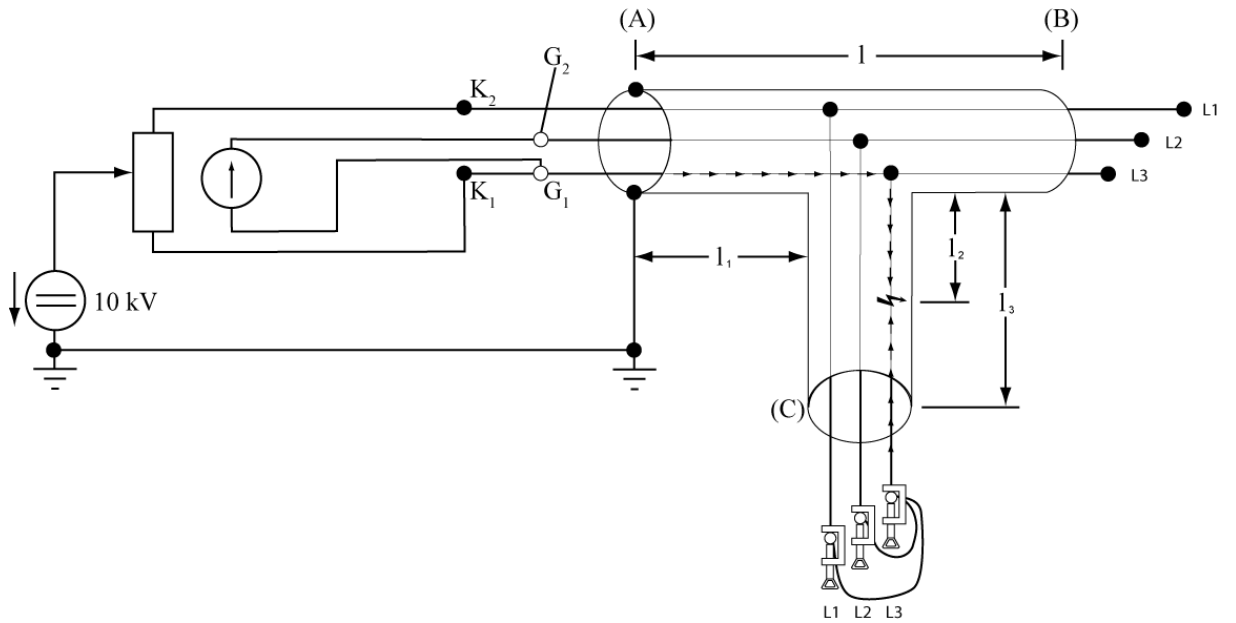 (A)
(B)
l
G₂
K₂
L1
L2
L3
K₁
G₁
l₁
l₂
l₃
10 kV
(C)
L1 L2 L3